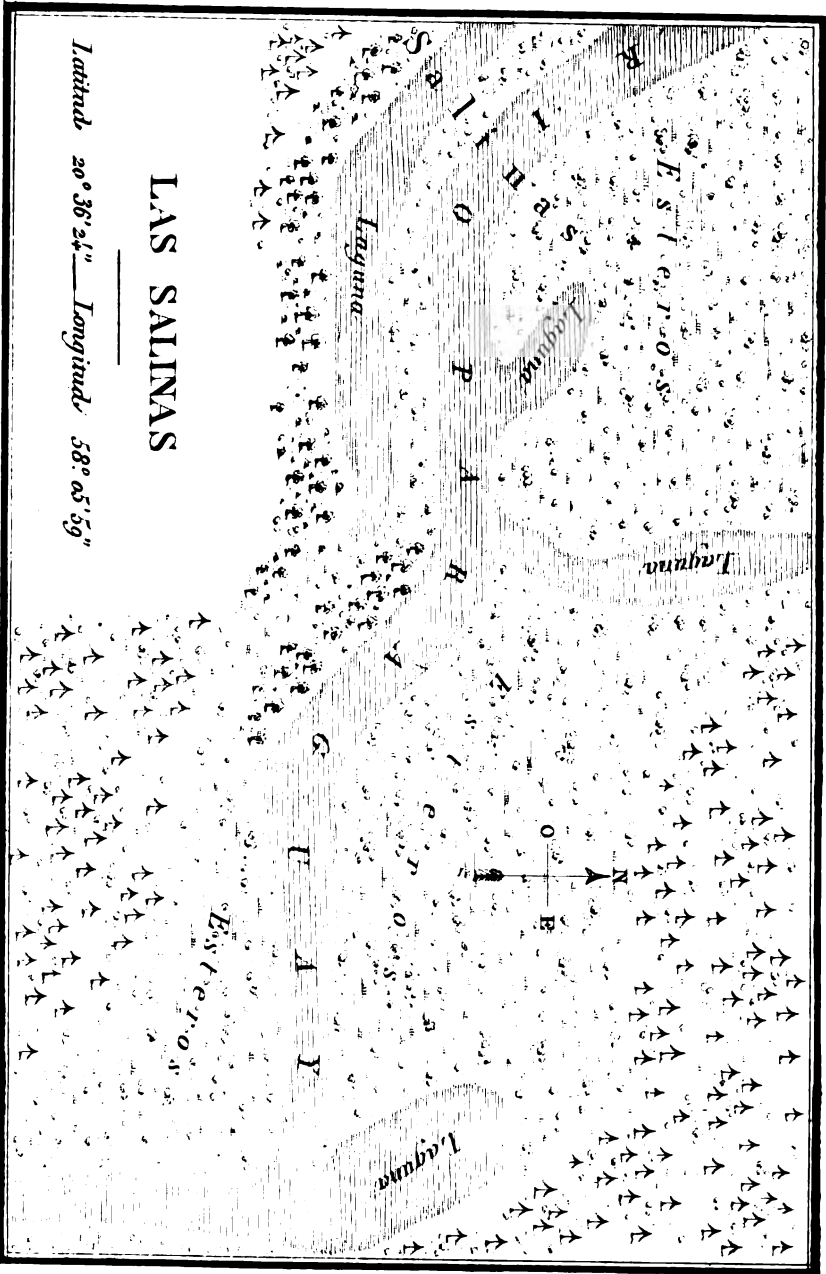 LAS SALINAS
Latitud 20° 36' 24" — Longitud 58° 05' 59"
RIO PARAGUAY
Salinas
Esteros
Laguna
Laguna
Laguna
Esteros
N
O E
Esteros
Laguna